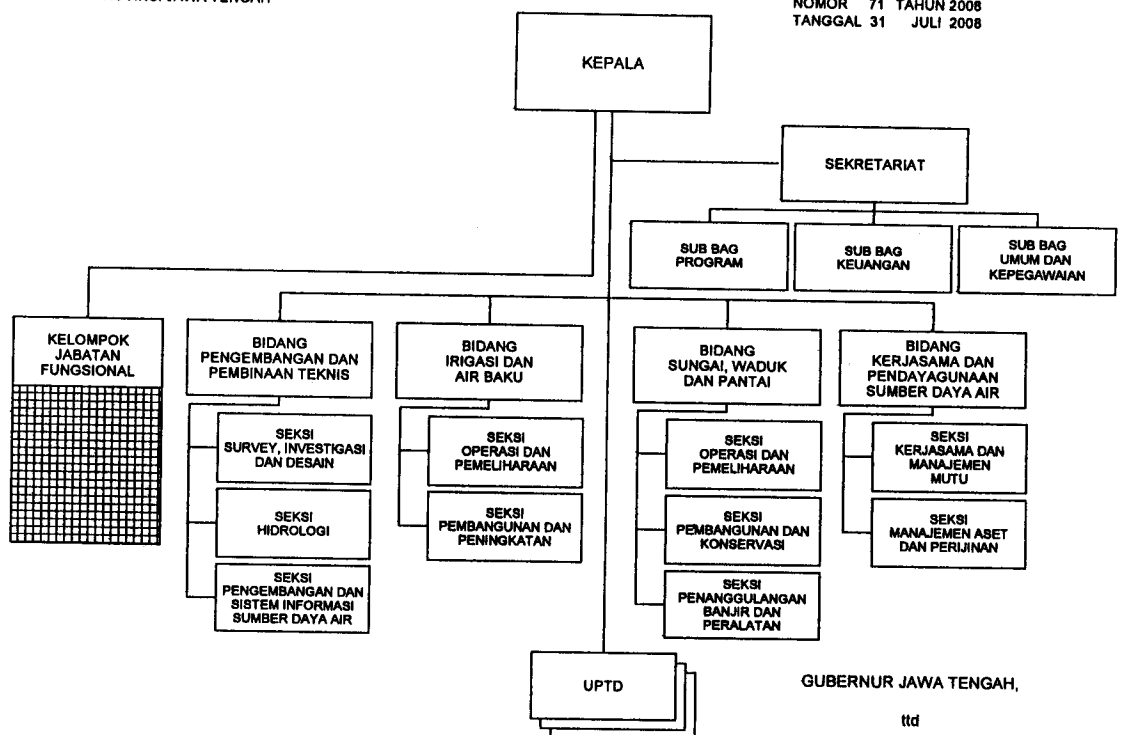 JAWA TENGAH
NOMOR 71 TAHUN 2008
TANGGAL 31 JULI 2008
KEPALA
SEKRETARIAT
SUB BAG
PROGRAM
SUB BAG
KEUANGAN
SUB BAG
UMUM DAN
KEPEGAWAIAN
KELOMPOK
JABATAN
FUNGSIONAL
BIDANG
PENGEMBANGAN DAN
PEMBINAAN TEKNIS
SEKSI
SURVEY, INVESTIGASI
DAN DESAIN
SEKSI
HIDROLOGI
SEKSI
PENGEMBANGAN DAN
SISTEM INFORMASI
SUMBER DAYA AIR
BIDANG
IRIGASI DAN
AIR BAKU
SEKSI
OPERASI DAN
PEMELIHARAAN
SEKSI
PEMBANGUNAN DAN
PENINGKATAN
BIDANG
SUNGAI, WADUK
DAN PANTAI
SEKSI
OPERASI DAN
PEMELIHARAAN
SEKSI
PEMBANGUNAN DAN
KONSERVASI
SEKSI
PENANGGULANGAN
BANJIR DAN
PERALATAN
BIDANG
KERJASAMA DAN
PENDAYAGUNAAN
SUMBER DAYA AIR
SEKSI
KERJASAMA DAN
MANAJEMEN
MUTU
SEKSI
MANAJEMEN ASET
DAN PERIJINAN
UPTD
GUBERNUR JAWA TENGAH,
ttd